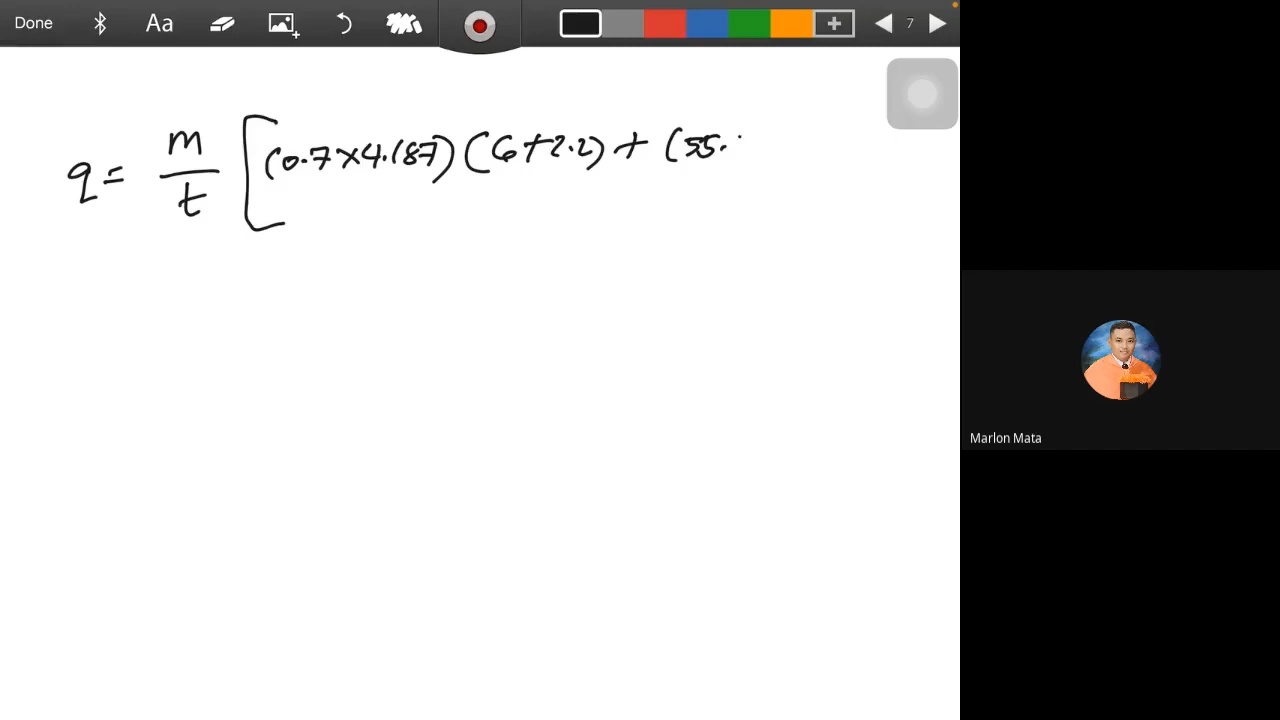 Done Aa 7
q = m/t [(0.7×4.187)(6+2.2) + (55.
Marlon Mata